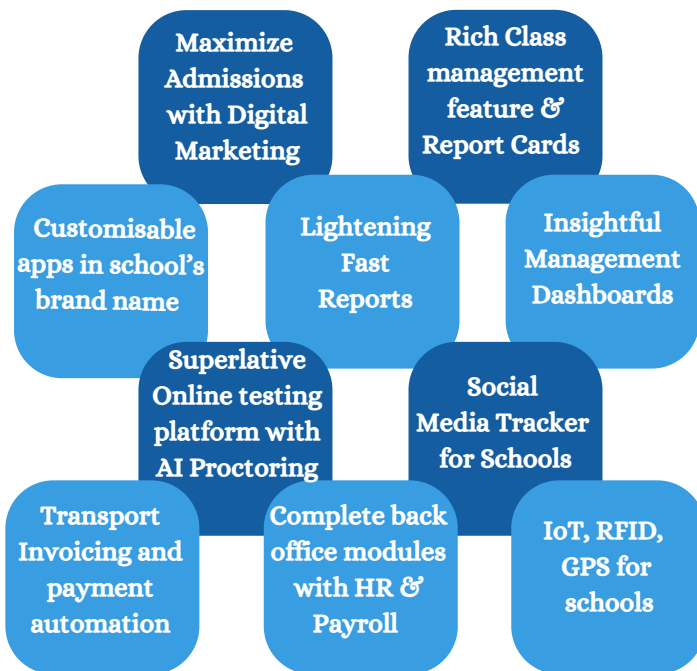 Maximize
Admissions
with Digital
Marketing
Rich Class
management
feature &
Report Cards
Customisable
apps in school's
brand name
Lightening
Fast
Reports
Insightful
Management
Dashboards
Superlative
Online testing
platform with
AI Proctoring
Social
Media Tracker
for Schools
Transport
Invoicing and
payment
automation
Complete back
office modules
with HR &
Payroll
IoT, RFID,
GPS for
schools